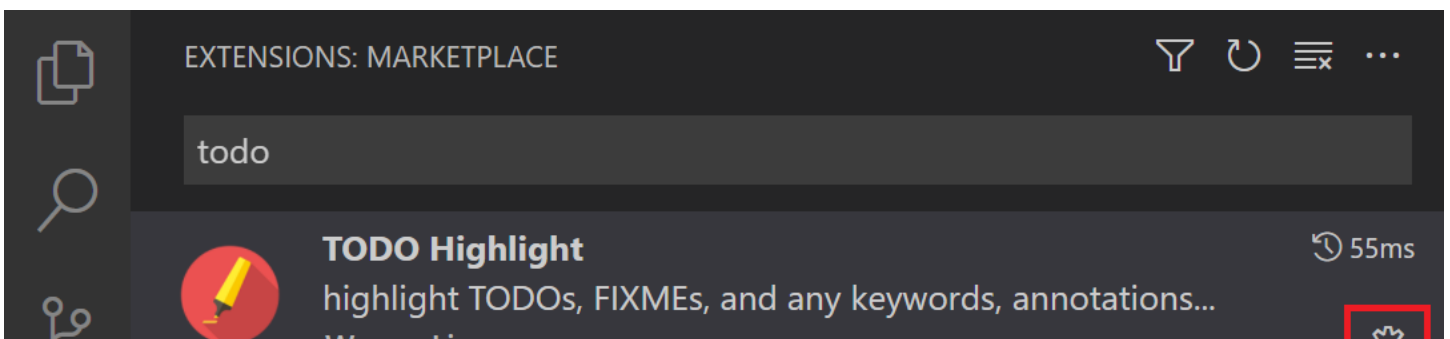 EXTENSIONS: MARKETPLACE
todo
TODO Highlight
55ms
highlight TODOs, FIXMEs, and any keywords, annotations...